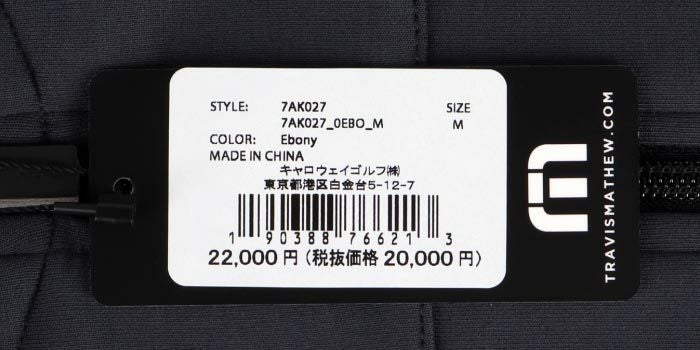 STYLE: 7AK027 SIZE
7AK027_0EBO_M M
COLOR: Ebony
MADE IN CHINA
キャロウェイゴルフ㈱
東京都港区白金台5-12-7
1 90388 76621 3
22,000円(税抜価格 20,000円)
TRAVISMATHEW.COM